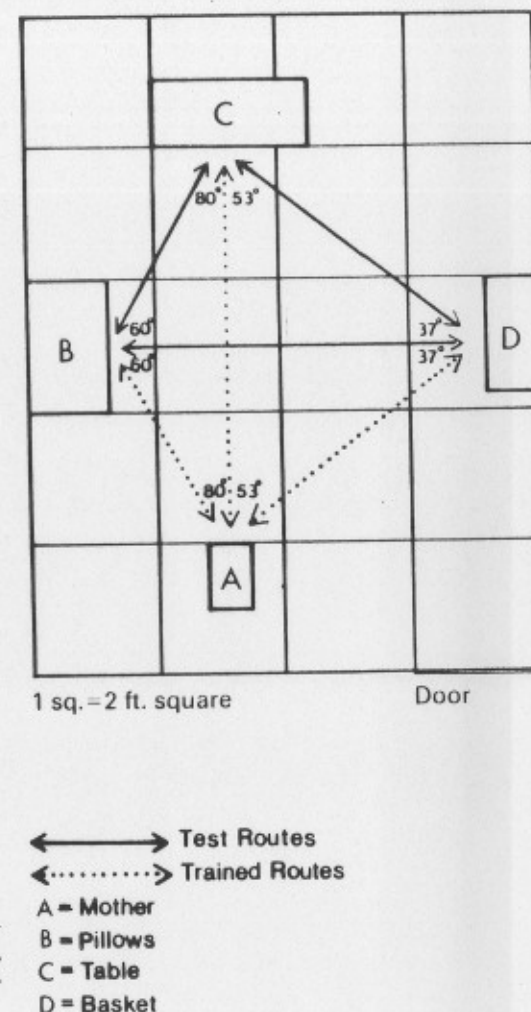 C
80° 53°
60° 37°
B D
60° 37°
80° 53°
A
1 sq.=2 ft. square Door
Test Routes
Trained Routes
A = Mother
B = Pillows
C = Table
D = Basket